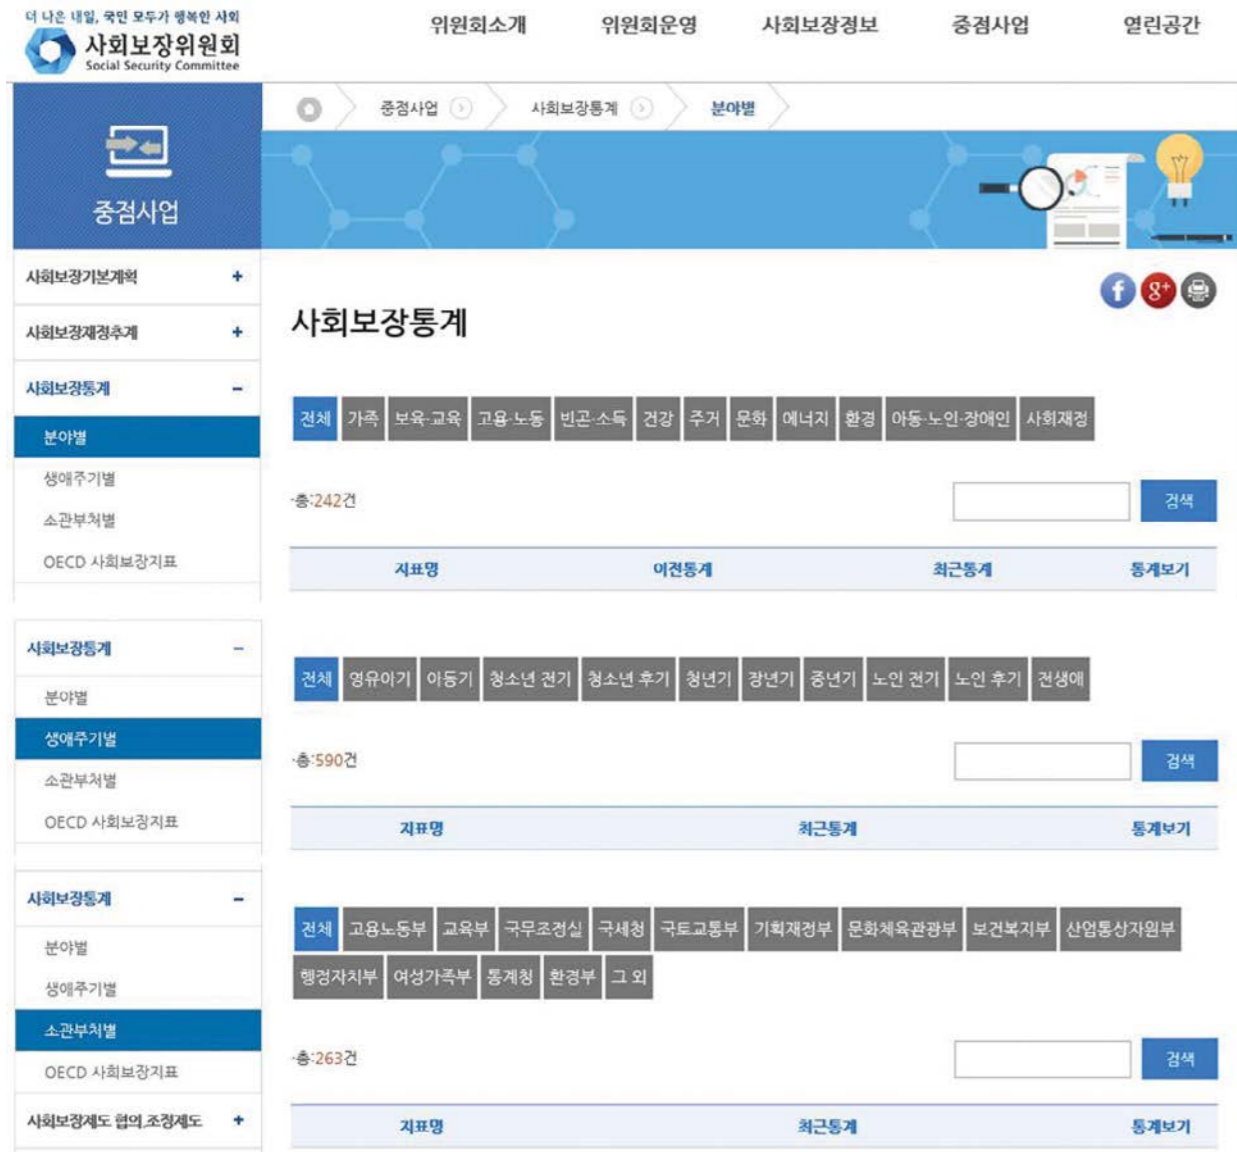 더 나은 내일, 국민 모두가 행복한 사회
사회보장위원회
Social Security Committee
위원회소개 위원회운영 사회보장정보 중점사업 열린공간
중점사업 사회보장통계 분야별
중점사업
사회보장기본계획 +
사회보장재정추계 +
사회보장통계 -
분야별
생애주기별
소관부처별
OECD 사회보장지표
f 8+
사회보장통계
전체 가족 보육·교육 고용·노동 빈곤·소득 건강 주거 문화 에너지 환경 아동·노인·장애인 사회재정
·총:242건 검색
지표명 이전통계 최근통계 통계보기
사회보장통계 -
분야별
생애주기별
소관부처별
OECD 사회보장지표
전체 영유아기 아동기 청소년 전기 청소년 후기 청년기 장년기 중년기 노인 전기 노인 후기 전생애
·총:590건 검색
지표명 최근통계 통계보기
사회보장통계 -
분야별
생애주기별
소관부처별
OECD 사회보장지표
사회보장제도 협의.조정제도 +
전체 고용노동부 교육부 국무조정실 국세청 국토교통부 기획재정부 문화체육관광부 보건복지부 산업통상자원부
행정자치부 여성가족부 통계청 환경부 그 외
·총:263건 검색
지표명 최근통계 통계보기